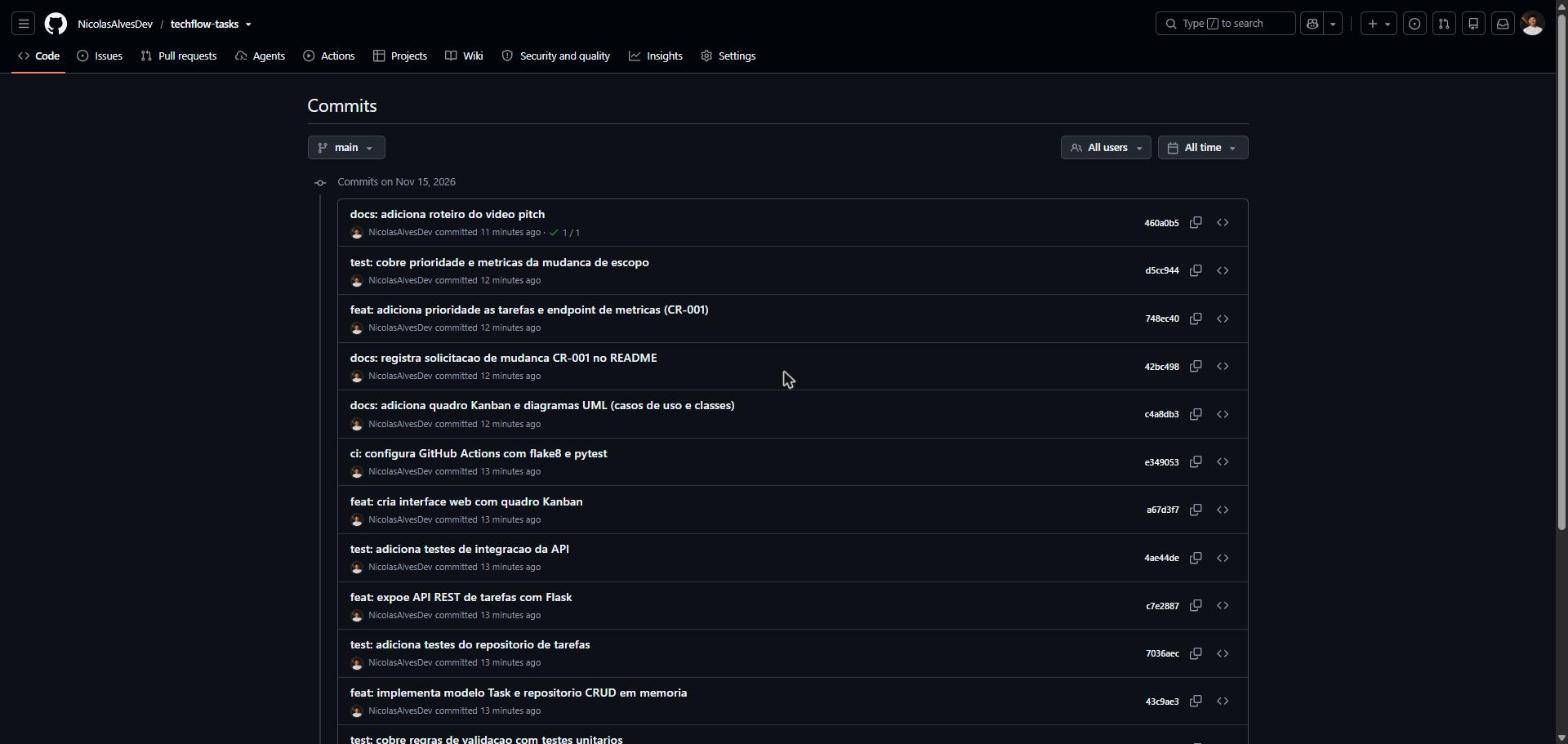 NicolasAlvesDev / techflow-tasks
Type / to search
Code Issues Pull requests Agents Actions Projects Wiki Security and quality Insights Settings
Commits
main
All users All time
Commits on Nov 15, 2026
docs: adiciona roteiro do video pitch
NicolasAlvesDev committed 11 minutes ago · 1 / 1
460a0b5
test: cobre prioridade e metricas da mudanca de escopo
NicolasAlvesDev committed 12 minutes ago
d5cc944
feat: adiciona prioridade as tarefas e endpoint de metricas (CR-001)
NicolasAlvesDev committed 12 minutes ago
748ec40
docs: registra solicitacao de mudanca CR-001 no README
NicolasAlvesDev committed 12 minutes ago
42bc498
docs: adiciona quadro Kanban e diagramas UML (casos de uso e classes)
NicolasAlvesDev committed 12 minutes ago
c4a8db3
ci: configura GitHub Actions com flake8 e pytest
NicolasAlvesDev committed 13 minutes ago
e349053
feat: cria interface web com quadro Kanban
NicolasAlvesDev committed 13 minutes ago
a67d3f7
test: adiciona testes de integracao da API
NicolasAlvesDev committed 13 minutes ago
4ae44de
feat: expoe API REST de tarefas com Flask
NicolasAlvesDev committed 13 minutes ago
c7e2887
test: adiciona testes do repositorio de tarefas
NicolasAlvesDev committed 13 minutes ago
7036aec
feat: implementa modelo Task e repositorio CRUD em memoria
NicolasAlvesDev committed 13 minutes ago
43c9ae3
test: cobre regras de validacao com testes unitarios